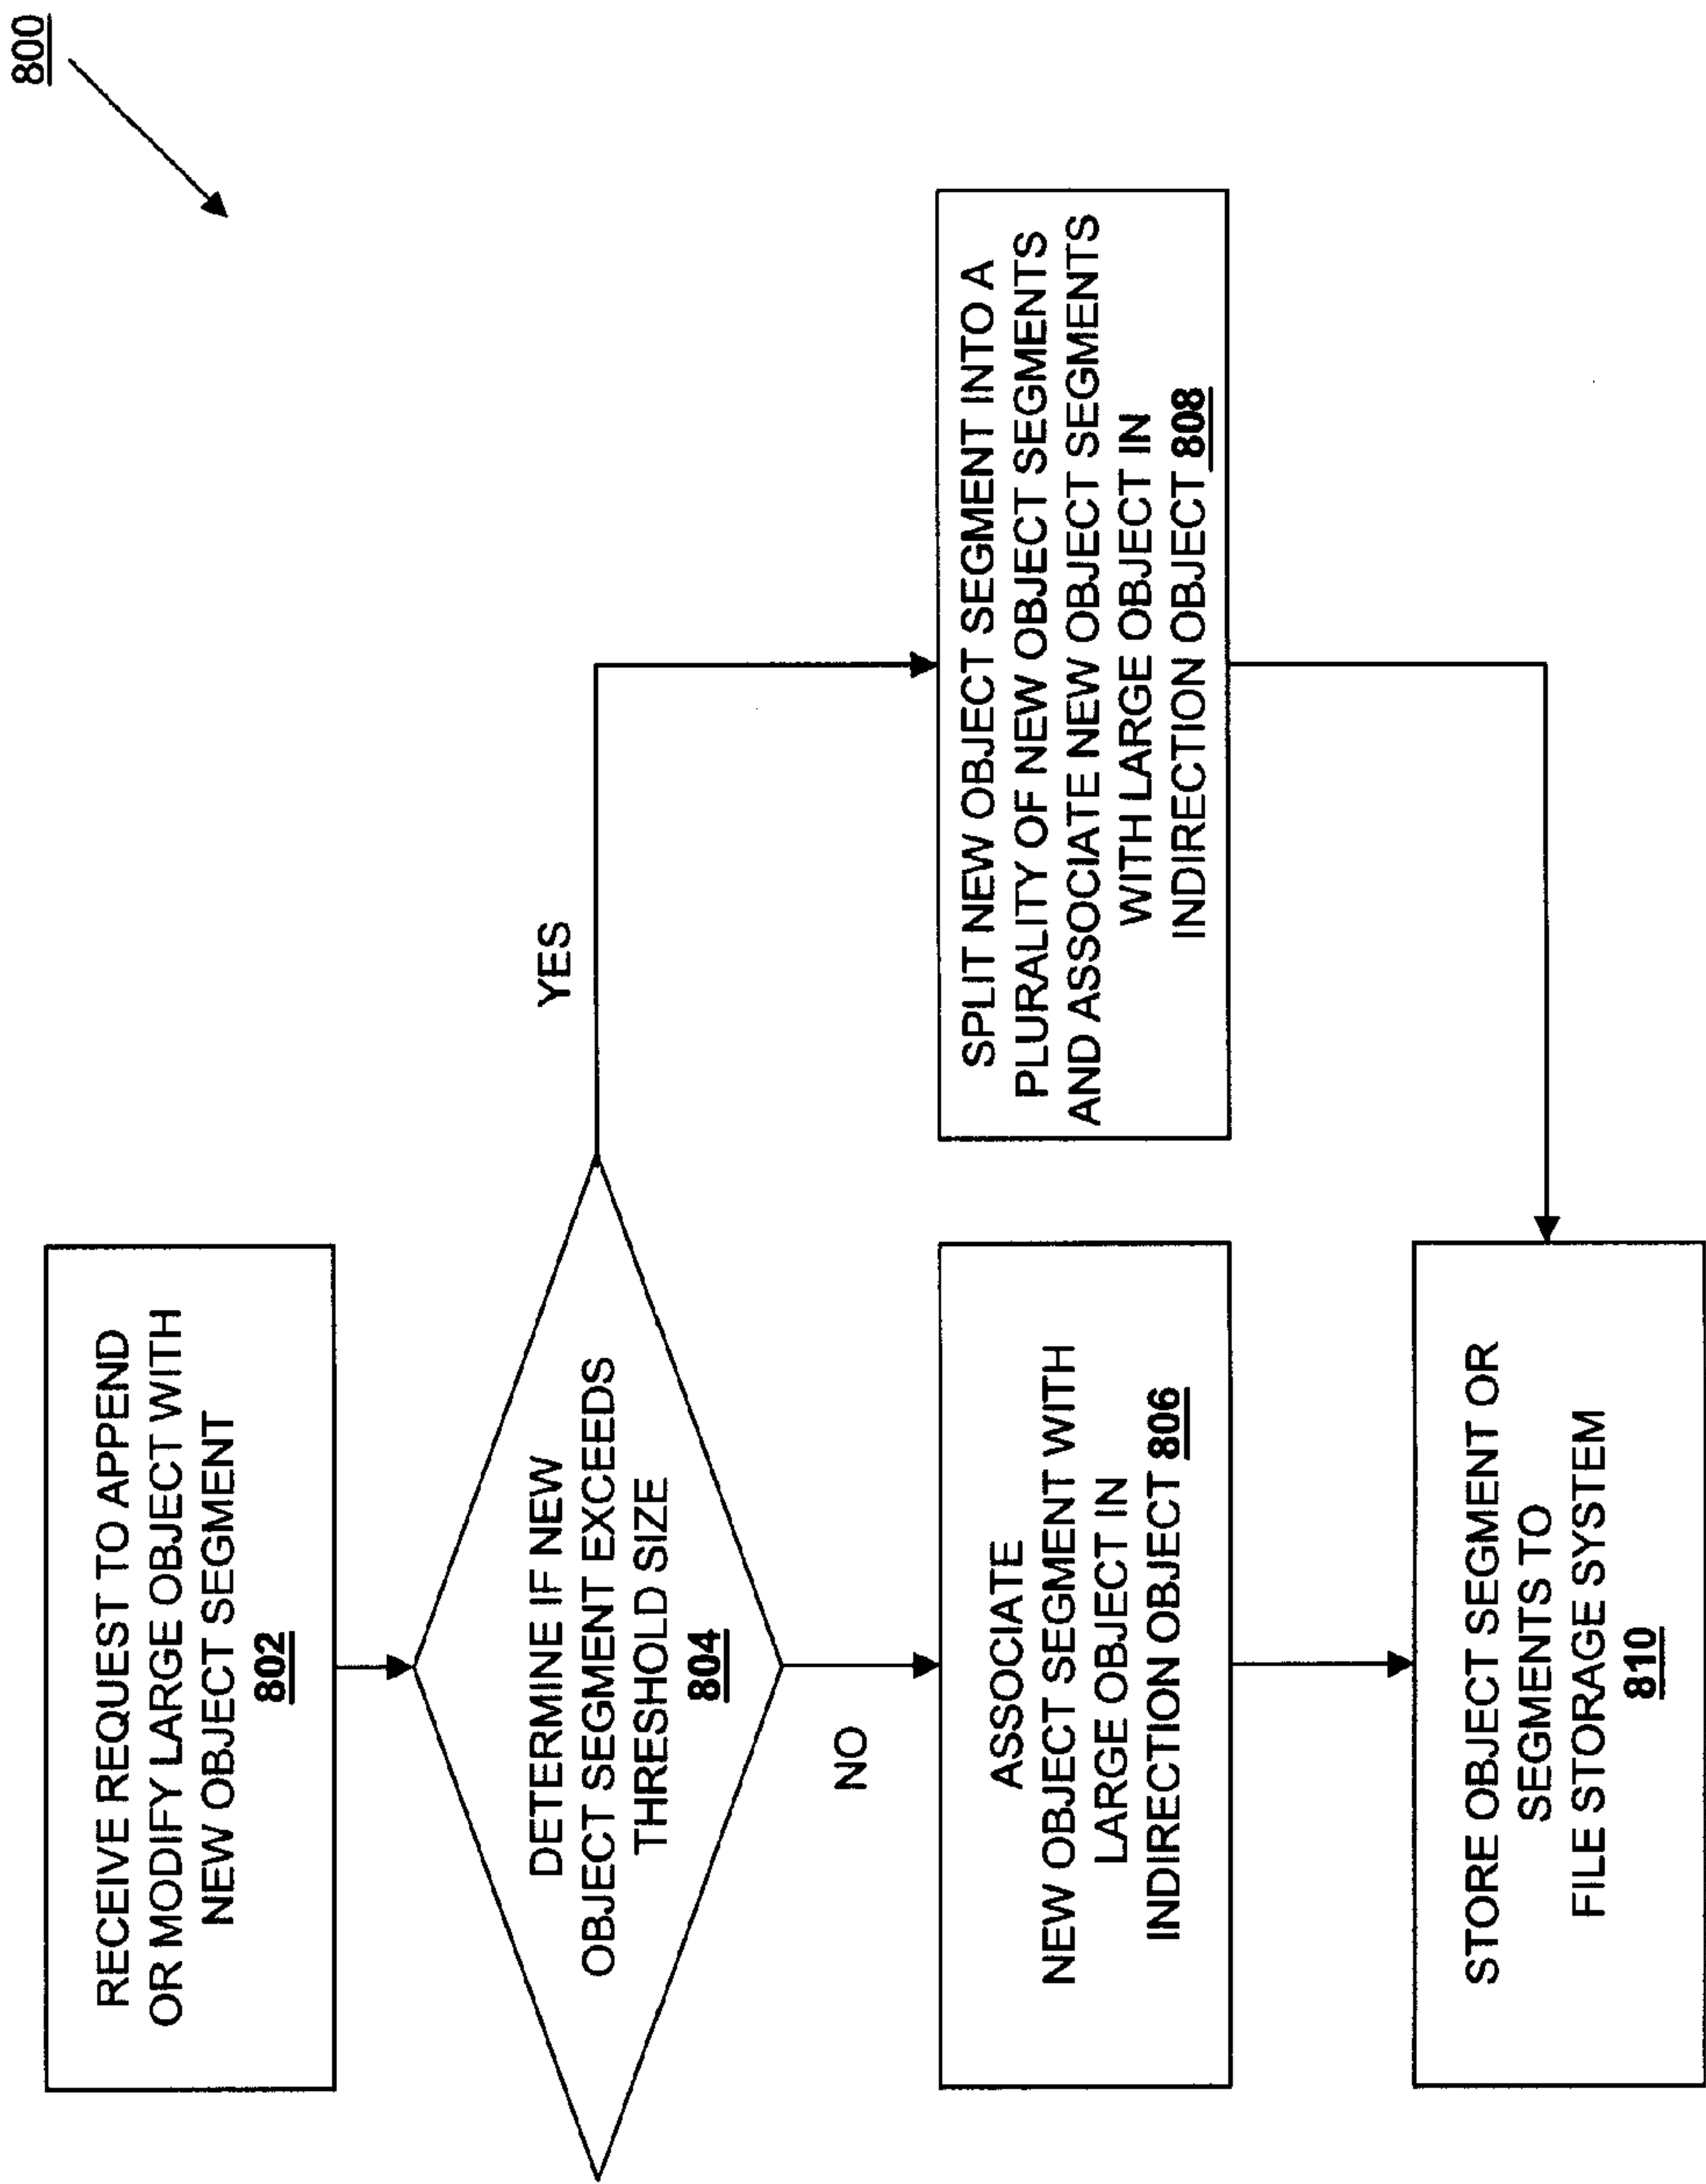 800
RECEIVE REQUEST TO APPEND
OR MODIFY LARGE OBJECT WITH
NEW OBJECT SEGMENT
802
DETERMINE IF NEW
OBJECT SEGMENT EXCEEDS
THRESHOLD SIZE
804
YES
NO
ASSOCIATE
NEW OBJECT SEGMENT WITH
LARGE OBJECT IN
INDIRECTION OBJECT 806
SPLIT NEW OBJECT SEGMENT INTO A
PLURALITY OF NEW OBJECT SEGMENTS
AND ASSOCIATE NEW OBJECT SEGMENTS
WITH LARGE OBJECT IN
INDIRECTION OBJECT 808
STORE OBJECT SEGMENT OR
SEGMENTS TO
FILE STORAGE SYSTEM
810